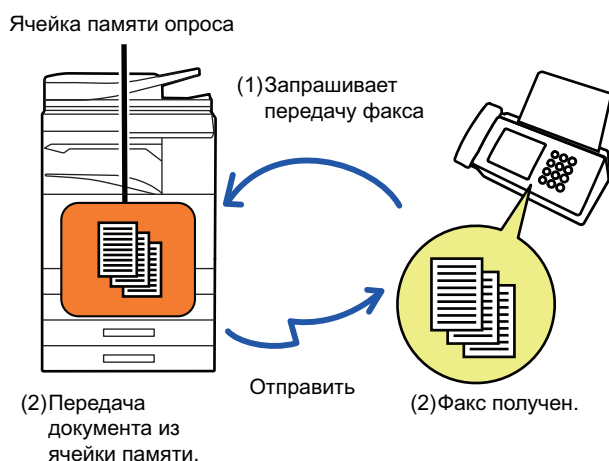 Ячейка памяти опроса
(1)Запрашивает
передачу факса
Отправить
(2)Передача
документа из
ячейки памяти.
(2)Факс получен.